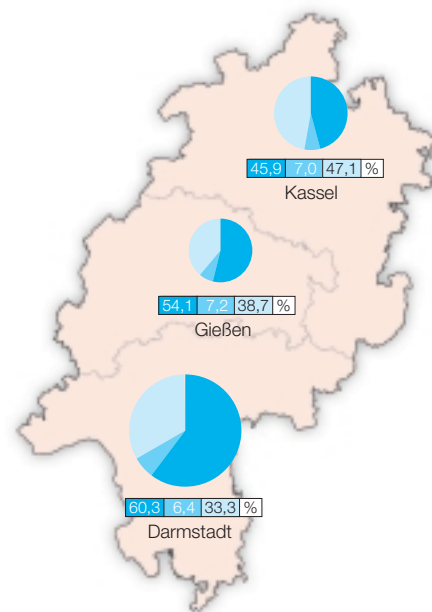 45,9 7,0 47,1 %
Kassel
54,1 7,2 38,7 %
Gießen
60,3 6,4 33,3 %
Darmstadt